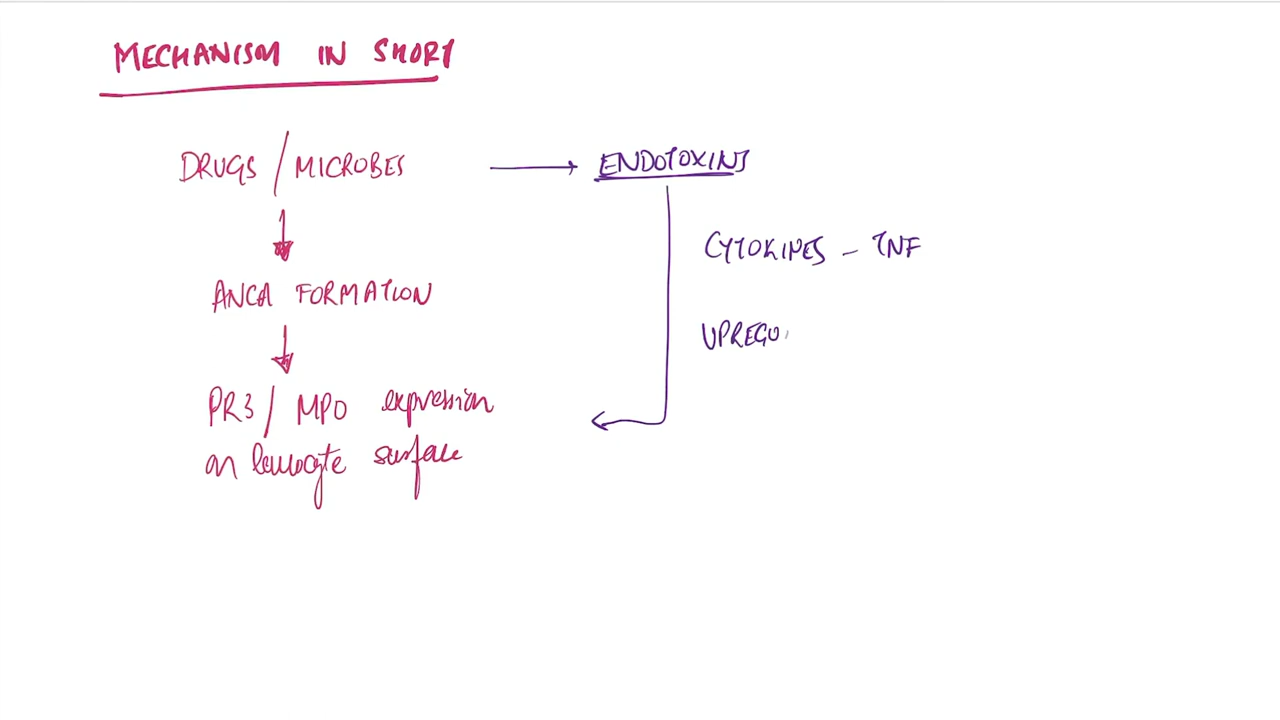 MECHANISM IN SHORT
DRUGS / MICROBES → ENDOTOXINS
CYTOKINES - TNF
ANCA FORMATION
UPREGU
PR3 / MPO expression
on leucocyte surface